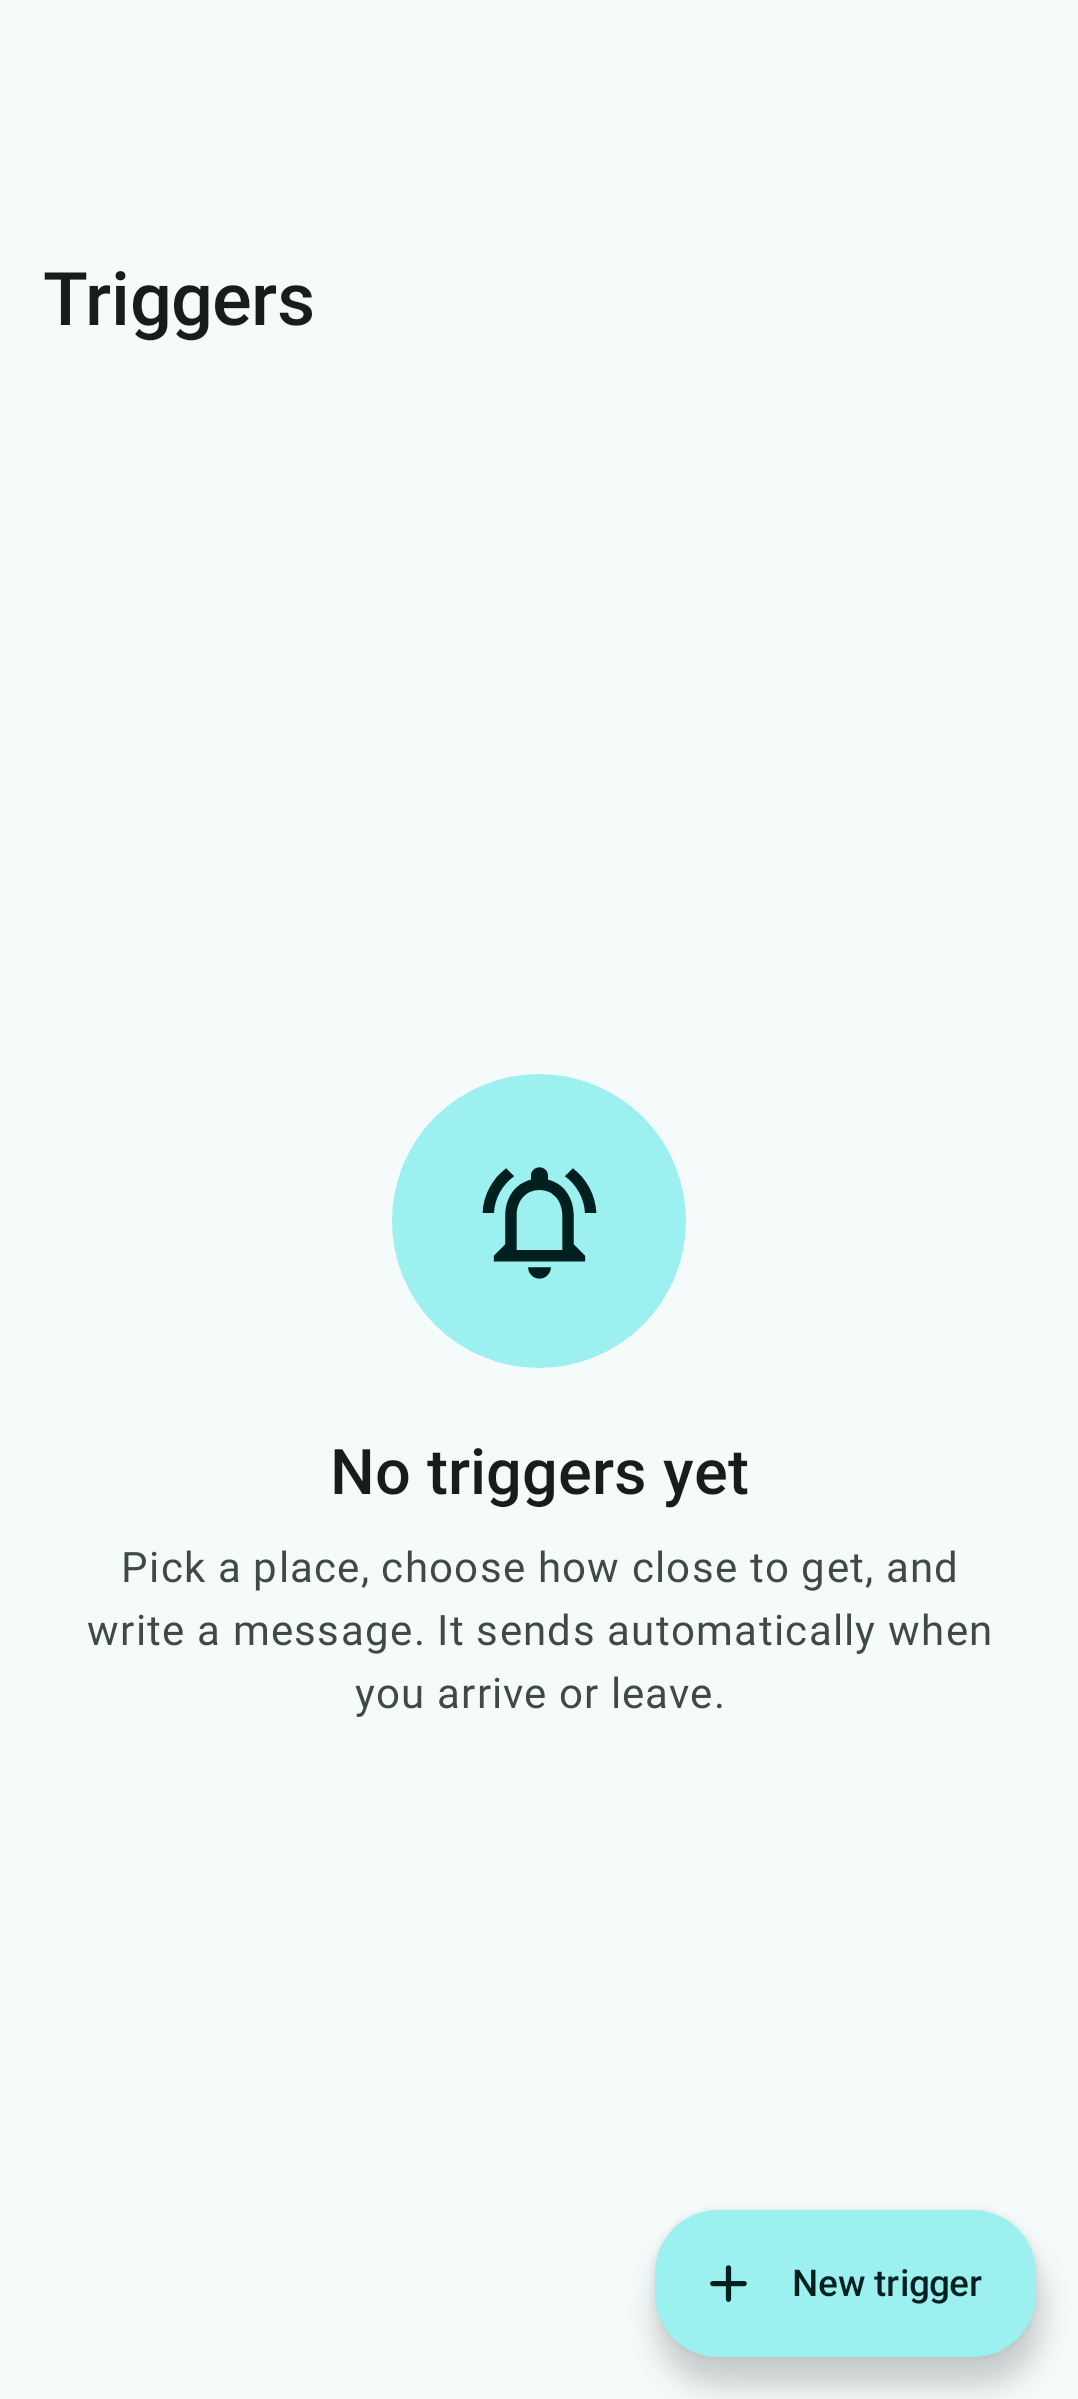 Triggers
No triggers yet
Pick a place, choose how close to get, and
write a message. It sends automatically when
you arrive or leave.
New trigger